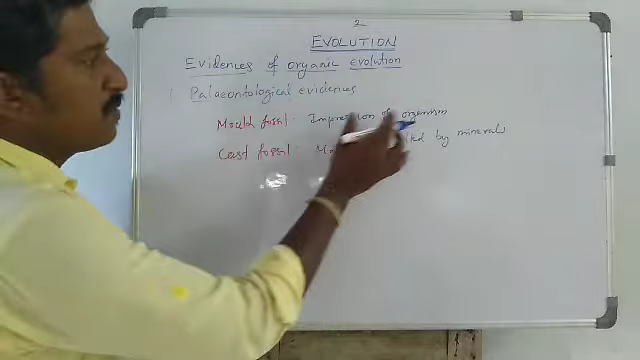 2
EVOLUTION
Evidences of organic evolution
1 Palaeontological evidences
Mould fossil: Impression of organism
Cast fossil: by minerals